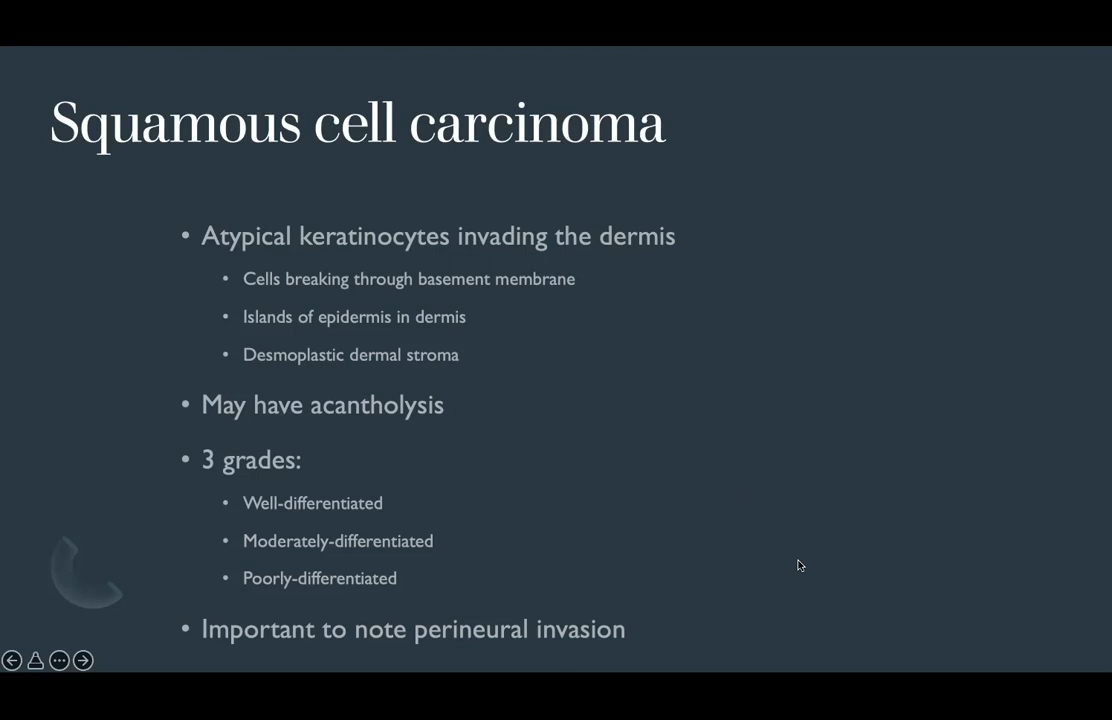 Squamous cell carcinoma
• Atypical keratinocytes invading the dermis
• Cells breaking through basement membrane
• Islands of epidermis in dermis
• Desmoplastic dermal stroma
• May have acantholysis
• 3 grades:
• Well-differentiated
• Moderately-differentiated
• Poorly-differentiated
• Important to note perineural invasion